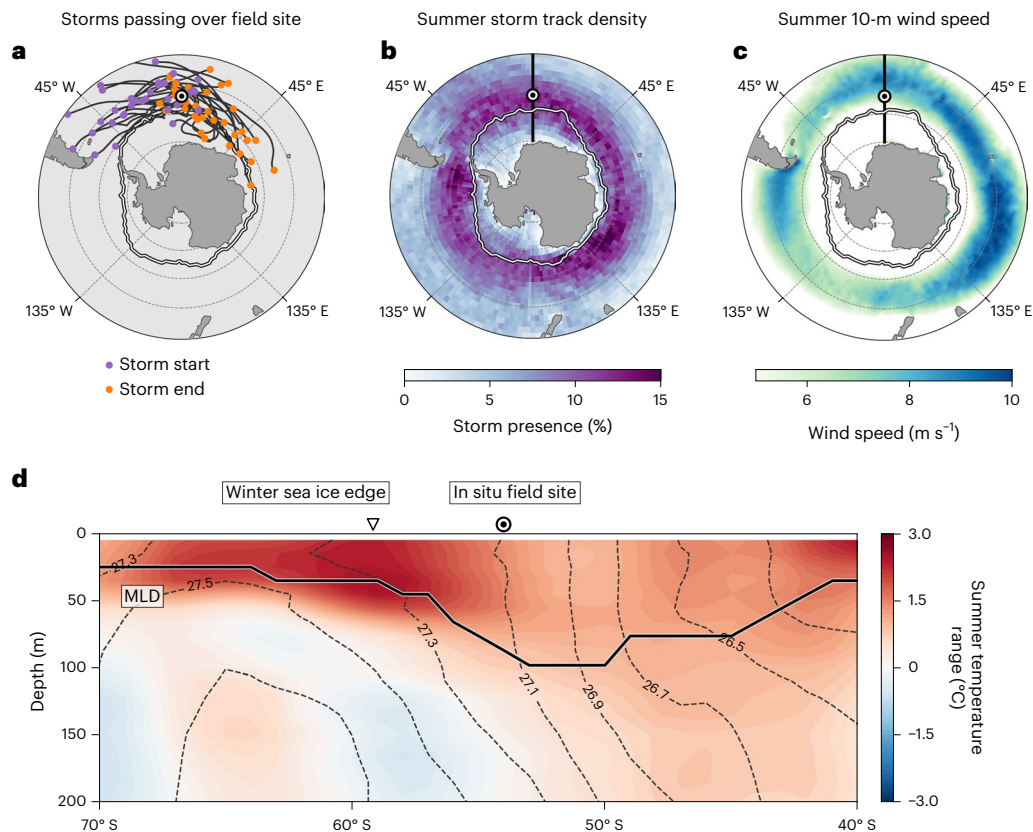 Storms passing over field site
Summer storm track density
Summer 10-m wind speed
a
b
c
45° W
45° E
45° W
45° E
45° W
45° E
135° W
135° E
135° W
135° E
135° W
135° E
Storm start
Storm end
0 5 10 15
Storm presence (%)
6 8 10
Wind speed (m s⁻¹)
d
Winter sea ice edge
In situ field site
0
50
100
150
200
Depth (m)
70° S 60° S 50° S 40° S
MLD
27.3
27.5
27.3
27.1
26.9
26.7
26.5
3.0
1.5
0
−1.5
−3.0
Summer temperature
range (°C)